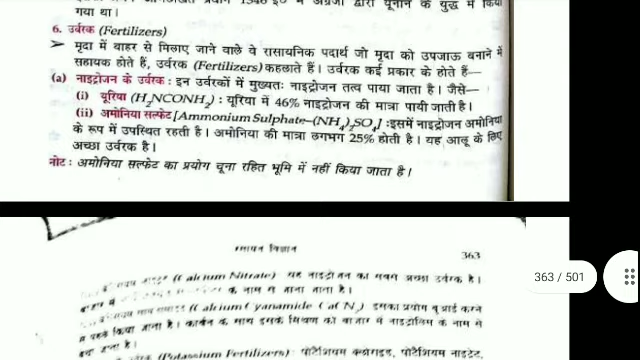 गया था।
6. उर्वरक (Fertilizers)
➤ मृदा में बाहर से मिलाए जाने वाले वे रासायनिक पदार्थ जो मृदा को उपजाऊ बनाने में
सहायक होते हैं, उर्वरक (Fertilizers) कहलाते हैं। उर्वरक कई प्रकार के होते हैं—
(a) नाइट्रोजन के उर्वरक : इन उर्वरकों में मुख्यतः नाइट्रोजन तत्व पाया जाता है। जैसे—
(i) यूरिया (H₂NCONH₂) : यूरिया में 46% नाइट्रोजन की मात्रा पायी जाती है।
(ii) अमोनिया सल्फेट [Ammonium Sulphate—(NH₄)₂SO₄] : इसमें नाइट्रोजन अमोनिया
के रूप में उपस्थित रहती है। अमोनिया की मात्रा लगभग 25% होती है। यह आलू के लिए
अच्छा उर्वरक है।
नोट : अमोनिया सल्फेट का प्रयोग चूना रहित भूमि में नहीं किया जाता है।
रसायन विज्ञान
363
363 / 501
(Calcium Nitrate) यह नाइट्रोजन का सबसे अच्छा उर्वरक है।
के नाम से जाना जाता है।
(Calcium Cyanamide CaCN₂) इसका प्रयोग बुआई करने
पहले किया जाता है। कार्बन के साथ इसके मिश्रण को बाजार में नाइट्रोलिम के नाम से
जाता है।
(Potassium Fertilizers) : पोटैशियम क्लोराइड, पोटैशियम नाइट्रेट,